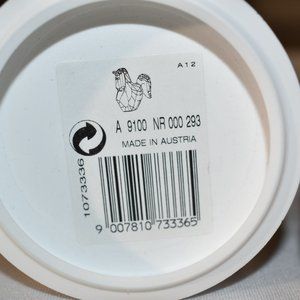 A 12
A 9100 NR 000 293
MADE IN AUSTRIA
1073336
9 007810 733365